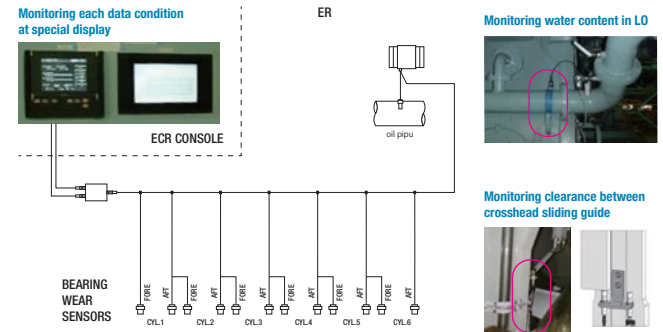 Monitoring each data condition
at special display
ER
ECR CONSOLE
oil pipu
BEARING
WEAR
SENSORS
FORE
AFT
FORE
AFT
FORE
AFT
FORE
AFT
FORE
AFT
FORE
AFT
CYL.1
CYL.2
CYL.3
CYL.4
CYL.5
CYL.6
Monitoring water content in LO
Monitoring clearance between
crosshead sliding guide